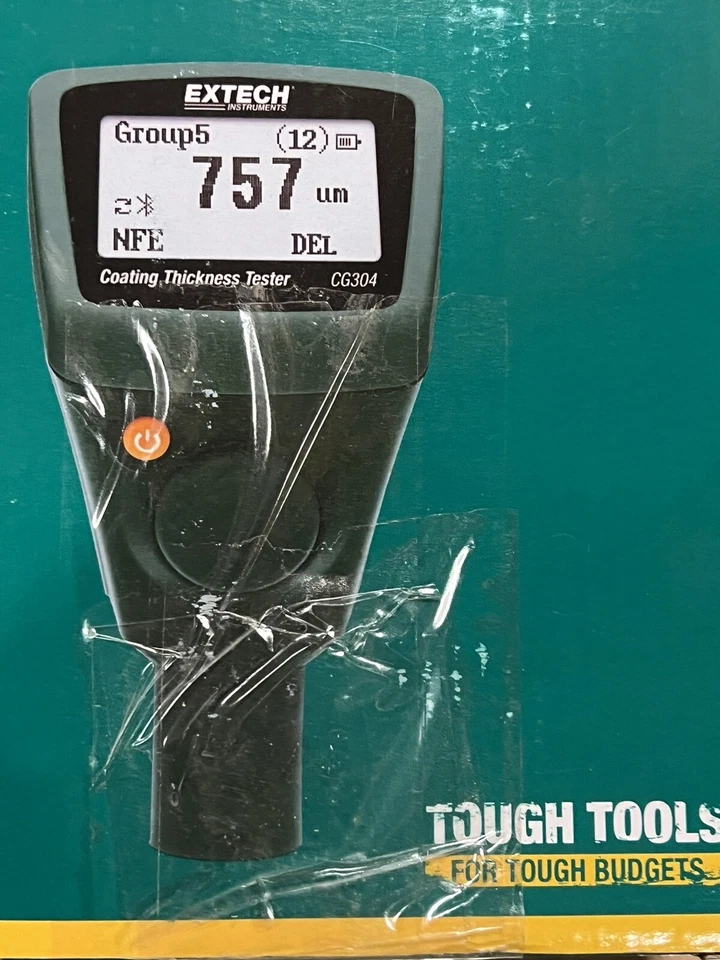 EXTECH
INSTRUMENTS
Group5 (12)
757 um
NFE DEL
Coating Thickness Tester CG304
TOUGH TOOLS
FOR TOUGH BUDGETS